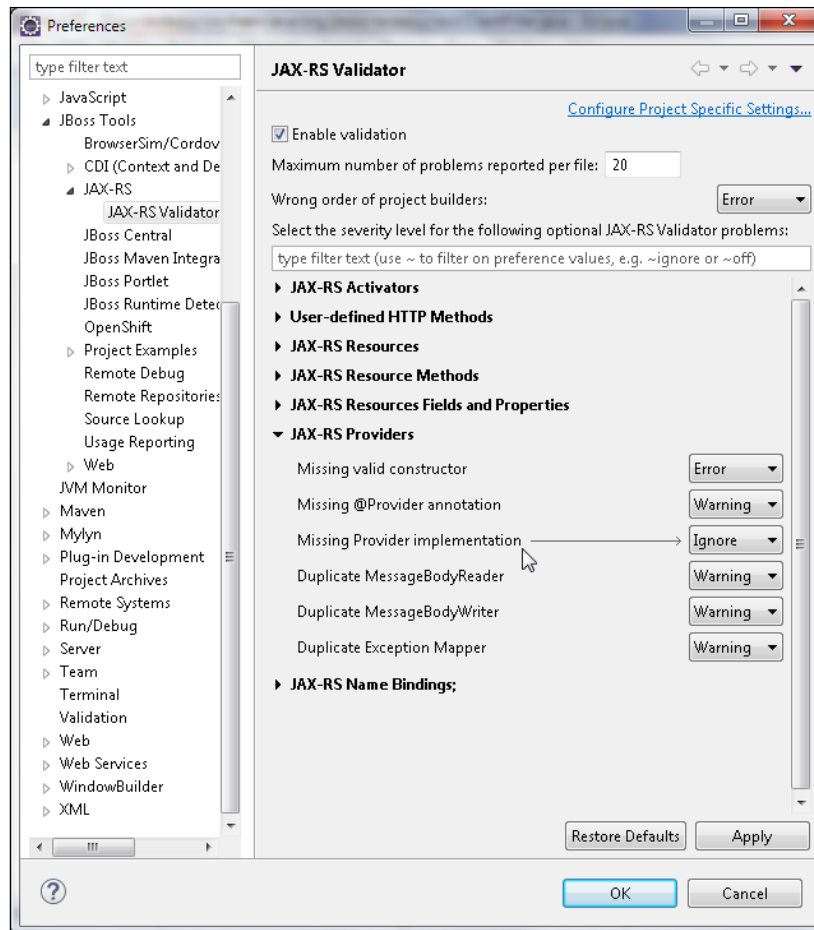 Preferences
type filter text
JavaScript
JBoss Tools
BrowserSim/Cordov
CDI (Context and De
JAX-RS
JAX-RS Validator
JBoss Central
JBoss Maven Integra
JBoss Portlet
JBoss Runtime Detec
OpenShift
Project Examples
Remote Debug
Remote Repositories
Source Lookup
Usage Reporting
Web
JVM Monitor
Maven
Mylyn
Plug-in Development
Project Archives
Remote Systems
Run/Debug
Server
Team
Terminal
Validation
Web
Web Services
WindowBuilder
XML
JAX-RS Validator
Configure Project Specific Settings...
Enable validation
Maximum number of problems reported per file: 20
Wrong order of project builders: Error
Select the severity level for the following optional JAX-RS Validator problems:
type filter text (use ~ to filter on preference values, e.g. ~ignore or ~off)
JAX-RS Activators
User-defined HTTP Methods
JAX-RS Resources
JAX-RS Resource Methods
JAX-RS Resources Fields and Properties
JAX-RS Providers
Missing valid constructor Error
Missing @Provider annotation Warning
Missing Provider implementation Ignore
Duplicate MessageBodyReader Warning
Duplicate MessageBodyWriter Warning
Duplicate Exception Mapper Warning
JAX-RS Name Bindings;
Restore Defaults Apply
? OK Cancel